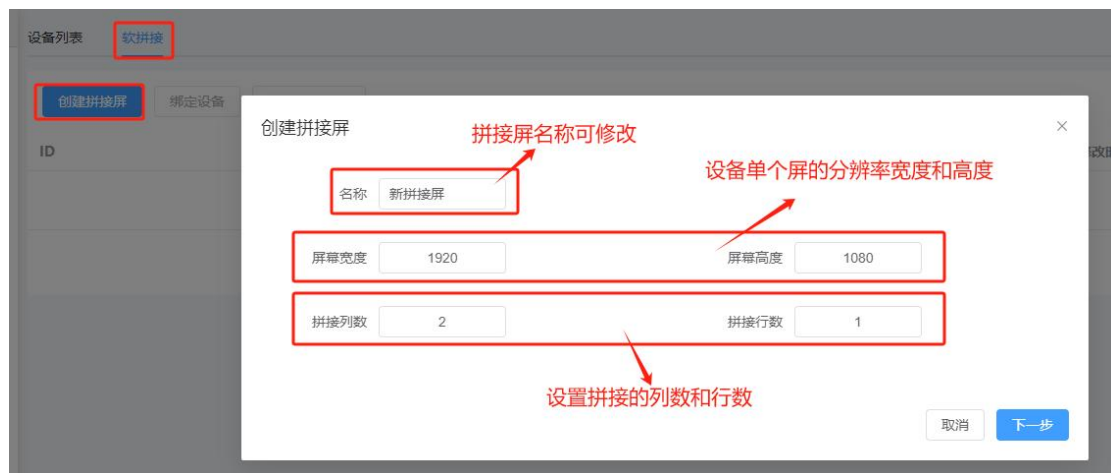 设备列表 软拼接
创建拼接屏 绑定设备
ID
创建拼接屏
拼接屏名称可修改
设备单个屏的分辨率宽度和高度
名称 新拼接屏
屏幕宽度 1920 屏幕高度 1080
拼接列数 2 拼接行数 1
设置拼接的列数和行数
取消 下一步